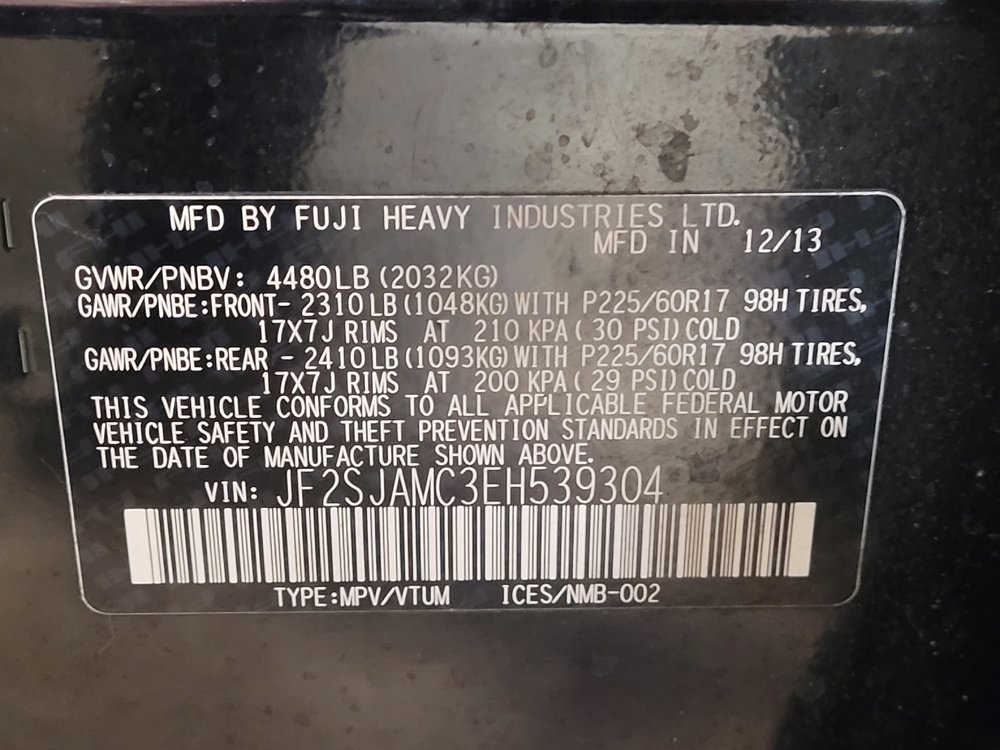 MFD BY FUJI HEAVY INDUSTRIES LTD.
MFD IN 12/13
GVWR/PNBV: 4480LB (2032KG)
GAWR/PNBE:FRONT- 2310LB(1048KG)WITH P225/60R17 98H TIRES,
17X7J RIMS AT 210 KPA( 30 PSI)COLD
GAWR/PNBE:REAR - 2410LB(1093KG)WITH P225/60R17 98H TIRES,
17X7J RIMS AT 200 KPA( 29 PSI)COLD
THIS VEHICLE CONFORMS TO ALL APPLICABLE FEDERAL MOTOR
VEHICLE SAFETY AND THEFT PREVENTION STANDARDS IN EFFECT ON
THE DATE OF MANUFACTURE SHOWN ABOVE.
VIN: JF2SJAMC3EH539304
TYPE:MPV/VTUM ICES/NMB-002